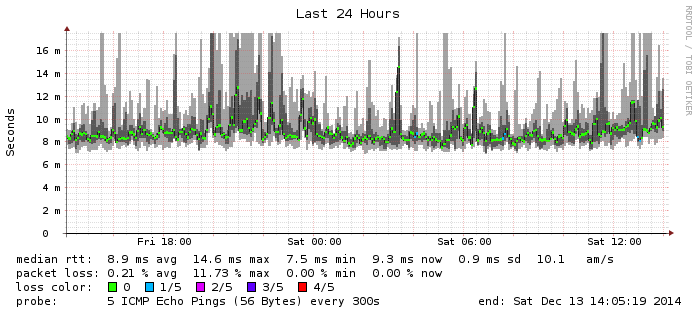 Last 24 Hours
RRDTOOL / TOBI OETIKER
Seconds
16 m
14 m
12 m
10 m
8 m
6 m
4 m
2 m
0
Fri 18:00 Sat 00:00 Sat 06:00 Sat 12:00
median rtt: 8.9 ms avg 14.6 ms max 7.5 ms min 9.3 ms now 0.9 ms sd 10.1 am/s
packet loss: 0.21 % avg 11.73 % max 0.00 % min 0.00 % now
loss color: 0 1/5 2/5 3/5 4/5
probe: 5 ICMP Echo Pings (56 Bytes) every 300s end: Sat Dec 13 14:05:19 2014